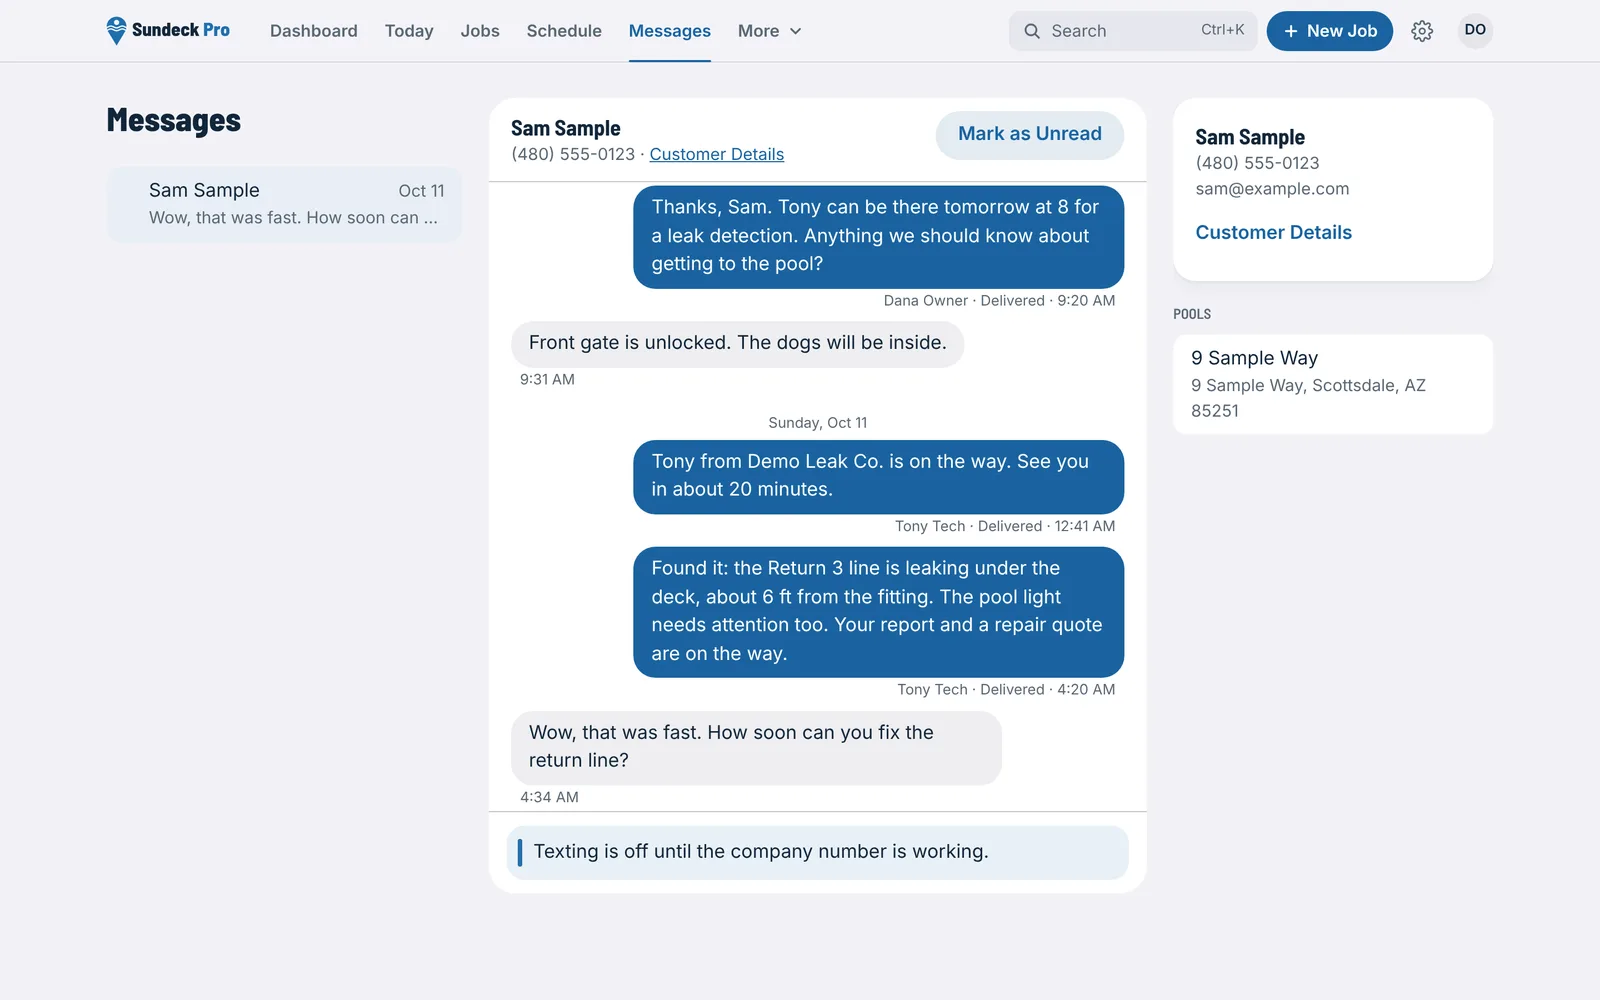 Sundeck Pro
Dashboard
Today
Jobs
Schedule
Messages
More
Search
Ctrl+K
+ New Job
DO
Messages
Sam Sample
Oct 11
Wow, that was fast. How soon can ...
Sam Sample
(480) 555-0123 · Customer Details
Mark as Unread
Thanks, Sam. Tony can be there tomorrow at 8 for
a leak detection. Anything we should know about
getting to the pool?
Dana Owner · Delivered · 9:20 AM
Front gate is unlocked. The dogs will be inside.
9:31 AM
Sunday, Oct 11
Tony from Demo Leak Co. is on the way. See you
in about 20 minutes.
Tony Tech · Delivered · 12:41 AM
Found it: the Return 3 line is leaking under the
deck, about 6 ft from the fitting. The pool light
needs attention too. Your report and a repair quote
are on the way.
Tony Tech · Delivered · 4:20 AM
Wow, that was fast. How soon can you fix the
return line?
4:34 AM
Texting is off until the company number is working.
Sam Sample
(480) 555-0123
sam@example.com
Customer Details
POOLS
9 Sample Way
9 Sample Way, Scottsdale, AZ
85251